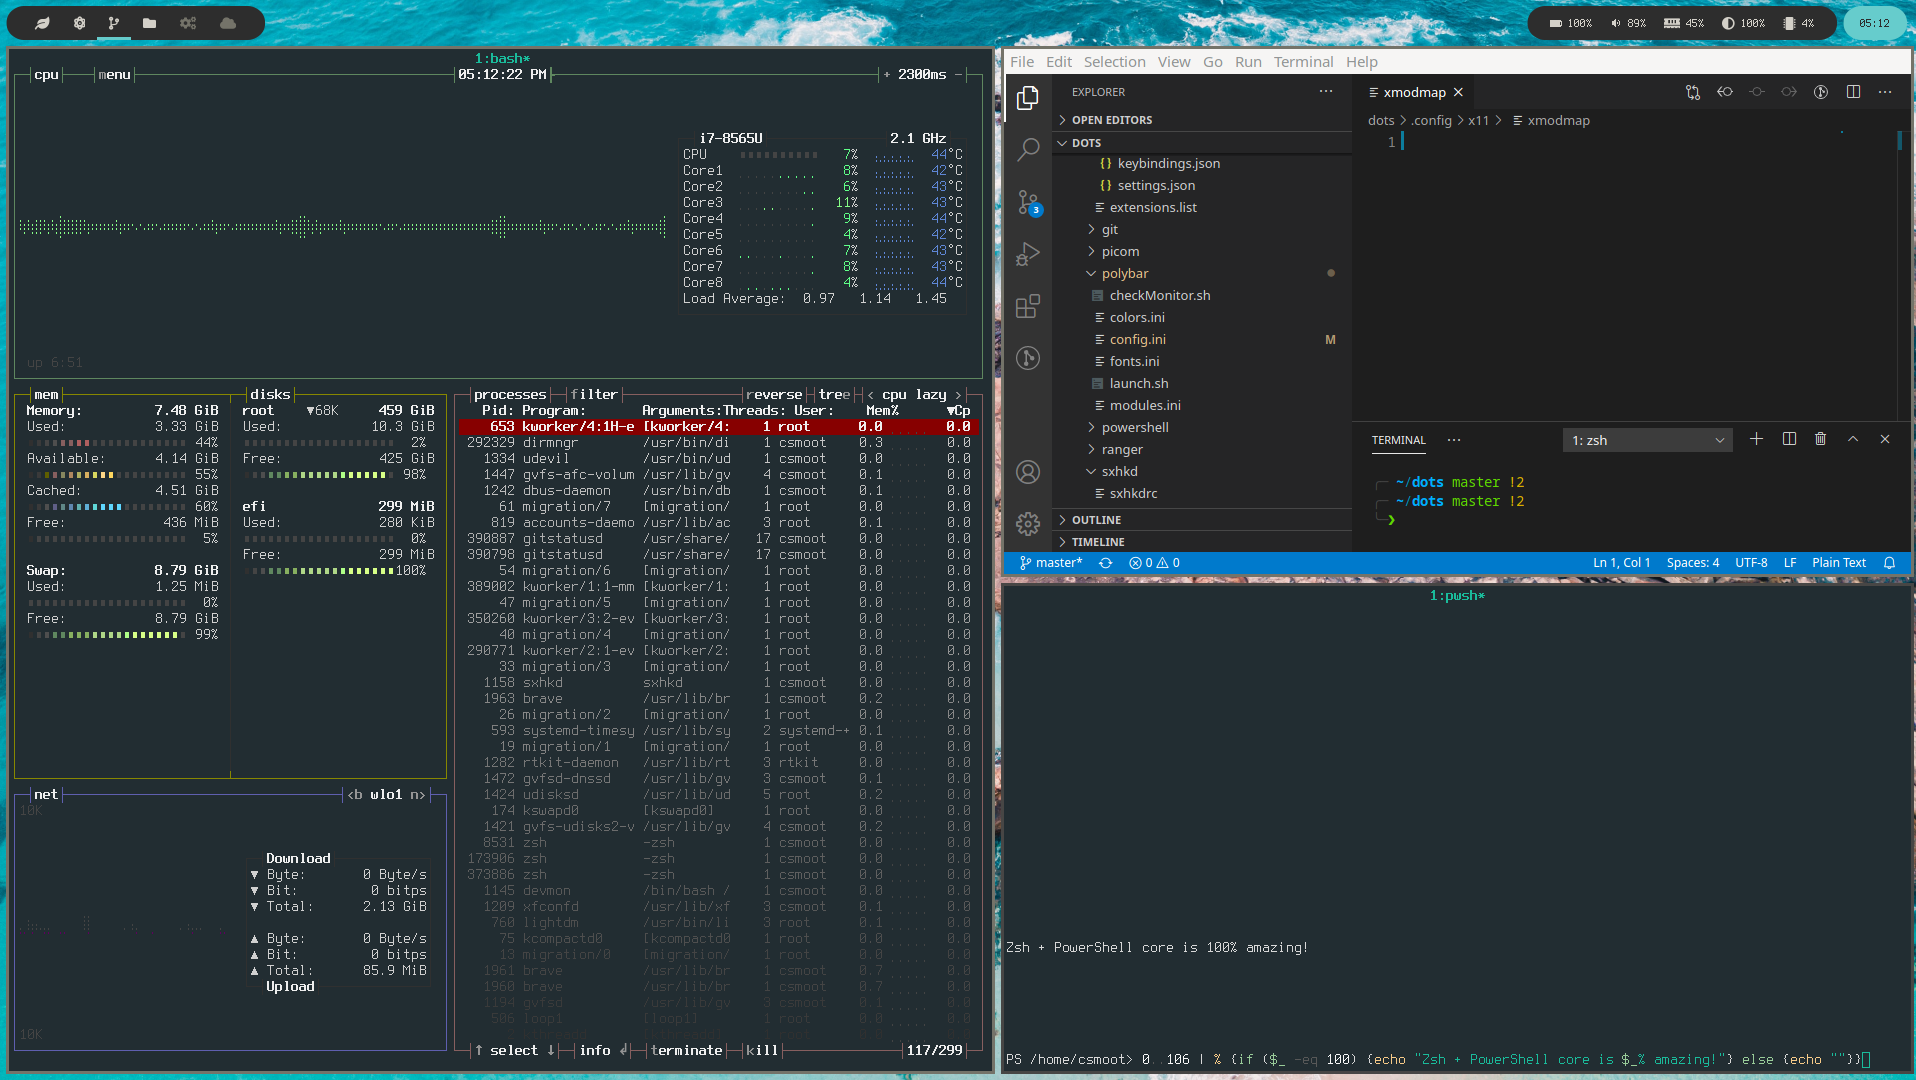 100% 89% 45% 100% 4% 05:12
1:bash*
cpu menu 05:12:22 PM + 2300ms -
i7-8565U 2.1 GHz
CPU 7% 44°C
Core1 8% 42°C
Core2 6% 43°C
Core3 11% 43°C
Core4 9% 44°C
Core5 4% 42°C
Core6 7% 43°C
Core7 8% 43°C
Core8 4% 44°C
Load Average: 0.97 1.14 1.45
up 6:51
mem
Memory: 7.48 GiB
Used: 3.33 GiB
44%
Available: 4.14 GiB
55%
Cached: 4.51 GiB
60%
Free: 436 MiB
5%
Swap: 8.79 GiB
Used: 1.25 MiB
0%
Free: 8.79 GiB
99%
disks
root ▼68K 459 GiB
Used: 10.3 GiB
2%
Free: 425 GiB
98%
efi 299 MiB
Used: 280 KiB
0%
Free: 299 MiB
100%
net <b wlo1 n>
10K
Download
▼ Byte: 0 Byte/s
▼ Bit: 0 bitps
▼ Total: 2.13 GiB
▲ Byte: 0 Byte/s
▲ Bit: 0 bitps
▲ Total: 85.9 MiB
Upload
10K
processes filter reverse tree < cpu lazy >
Pid: Program: Arguments: Threads: User: Mem% ▼Cp
653 kworker/4:1H-e [kworker/4: 1 root 0.0 0.0
292329 dirmngr /usr/bin/di 1 csmoot 0.3 0.0
1334 udevil /usr/bin/ud 1 csmoot 0.0 0.0
1447 gvfs-afc-volum /usr/lib/gv 4 csmoot 0.1 0.0
1242 dbus-daemon /usr/bin/db 1 csmoot 0.1 0.0
61 migration/7 [migration/ 1 root 0.0 0.0
819 accounts-daemo /usr/lib/ac 3 root 0.1 0.0
390887 gitstatusd /usr/share/ 17 csmoot 0.0 0.0
390798 gitstatusd /usr/share/ 17 csmoot 0.0 0.0
54 migration/6 [migration/ 1 root 0.0 0.0
389002 kworker/1:1-mm [kworker/1: 1 root 0.0 0.0
47 migration/5 [migration/ 1 root 0.0 0.0
350260 kworker/3:2-ev [kworker/3: 1 root 0.0 0.0
40 migration/4 [migration/ 1 root 0.0 0.0
290771 kworker/2:1-ev [kworker/2: 1 root 0.0 0.0
33 migration/3 [migration/ 1 root 0.0 0.0
1158 sxhkd sxhkd 1 csmoot 0.0 0.0
1963 brave /usr/lib/br 1 csmoot 0.2 0.0
26 migration/2 [migration/ 1 root 0.0 0.0
593 systemd-timesy /usr/lib/sy 2 systemd-+ 0.1 0.0
19 migration/1 [migration/ 1 root 0.0 0.0
1282 rtkit-daemon /usr/lib/rt 3 rtkit 0.0 0.0
1472 gvfsd-dnssd /usr/lib/gv 3 csmoot 0.1 0.0
1424 udisksd /usr/lib/ud 5 root 0.2 0.0
174 kswapd0 [kswapd0] 1 root 0.0 0.0
1421 gvfs-udisks2-v /usr/lib/gv 4 csmoot 0.2 0.0
8531 zsh -zsh 1 csmoot 0.0 0.0
173906 zsh -zsh 1 csmoot 0.0 0.0
373886 zsh -zsh 1 csmoot 0.0 0.0
1145 devmon /bin/bash / 1 csmoot 0.0 0.0
1209 xfconfd /usr/lib/xf 3 csmoot 0.1 0.0
760 lightdm /usr/bin/li 3 root 0.1 0.0
75 kcompactd0 [kcompactd0 1 root 0.0 0.0
13 migration/0 [migration/ 1 root 0.0 0.0
1961 brave /usr/lib/br 1 csmoot 0.7 0.0
1960 brave /usr/lib/br 1 csmoot 0.7 0.0
1194 gvfsd /usr/lib/gv 3 csmoot 0.1 0.0
506 loop1 [loop1] 1 root 0.0 0.0
↑ select ↓ info ↲ terminate kill 117/299
File Edit Selection View Go Run Terminal Help
EXPLORER ···
OPEN EDITORS
DOTS
{} keybindings.json
{} settings.json
extensions.list
git
picom
polybar
checkMonitor.sh
colors.ini
config.ini M
fonts.ini
launch.sh
modules.ini
powershell
ranger
sxhkd
sxhkdrc
OUTLINE
TIMELINE
3
xmodmap
dots > .config > x11 > xmodmap
1
TERMINAL ··· 1: zsh
~/dots master !2
~/dots master !2
❯
master* 0 0 Ln 1, Col 1 Spaces: 4 UTF-8 LF Plain Text
1:pwsh*
Zsh + PowerShell core is 100% amazing!
PS /home/csmoot> 0..106 | % {if ($_ -eq 100) {echo "Zsh + PowerShell core is $_% amazing!"} else {echo ""}}